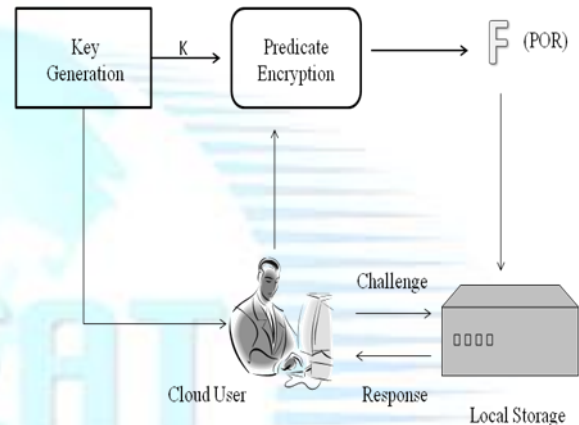 Key
Generation
K
Predicate
Encryption
F (POR)
Challenge
Cloud User
Response
Local Storage